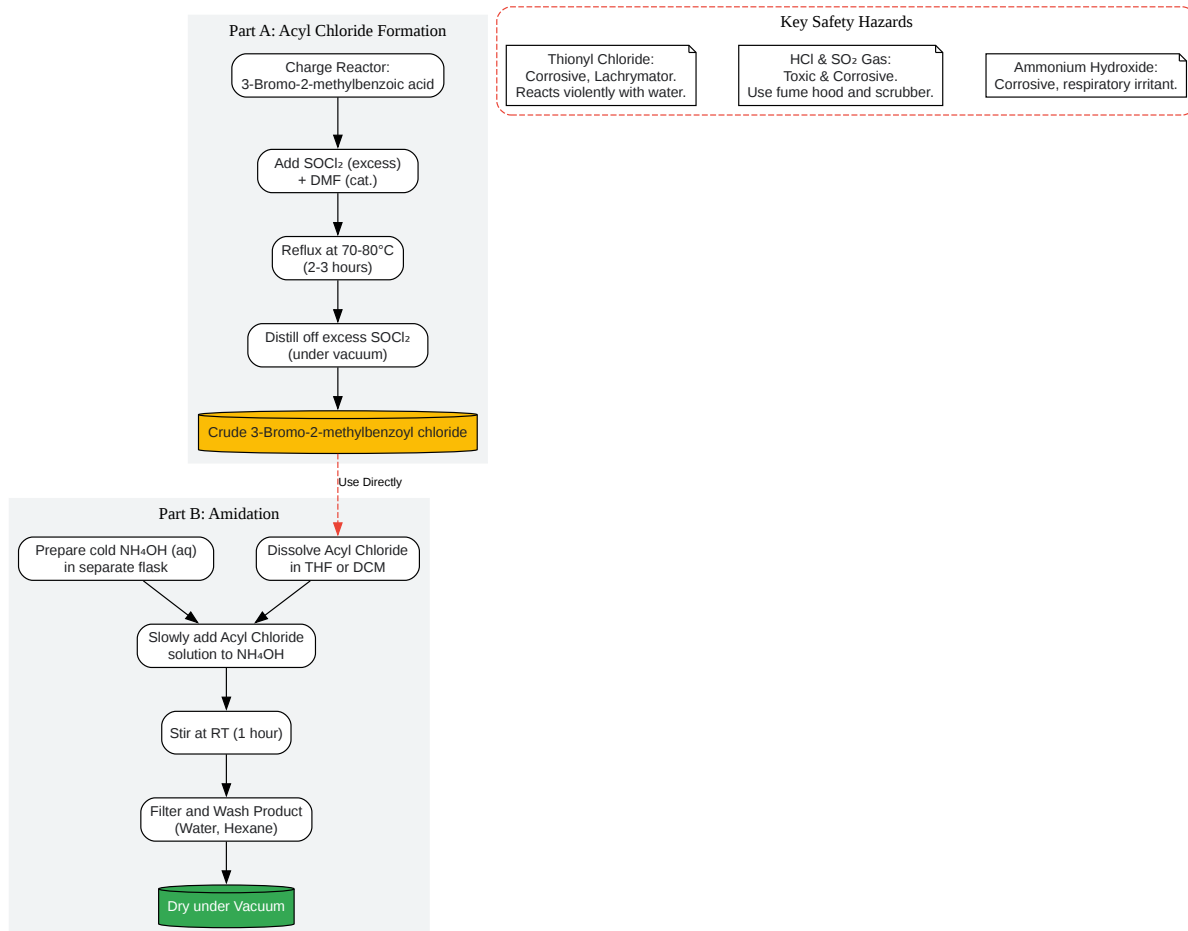 Part A: Acyl Chloride Formation
Charge Reactor:
3-Bromo-2-methylbenzoic acid
Add SOCl₂ (excess)
+ DMF (cat.)
Reflux at 70-80°C
(2-3 hours)
Distill off excess SOCl₂
(under vacuum)
Crude 3-Bromo-2-methylbenzoyl chloride
Use Directly
Key Safety Hazards
Thionyl Chloride:
Corrosive, Lachrymator.
Reacts violently with water.
HCl & SO₂ Gas:
Toxic & Corrosive.
Use fume hood and scrubber.
Ammonium Hydroxide:
Corrosive, respiratory irritant.
Part B: Amidation
Prepare cold NH₄OH (aq)
in separate flask
Dissolve Acyl Chloride
in THF or DCM
Slowly add Acyl Chloride
solution to NH₄OH
Stir at RT (1 hour)
Filter and Wash Product
(Water, Hexane)
Dry under Vacuum